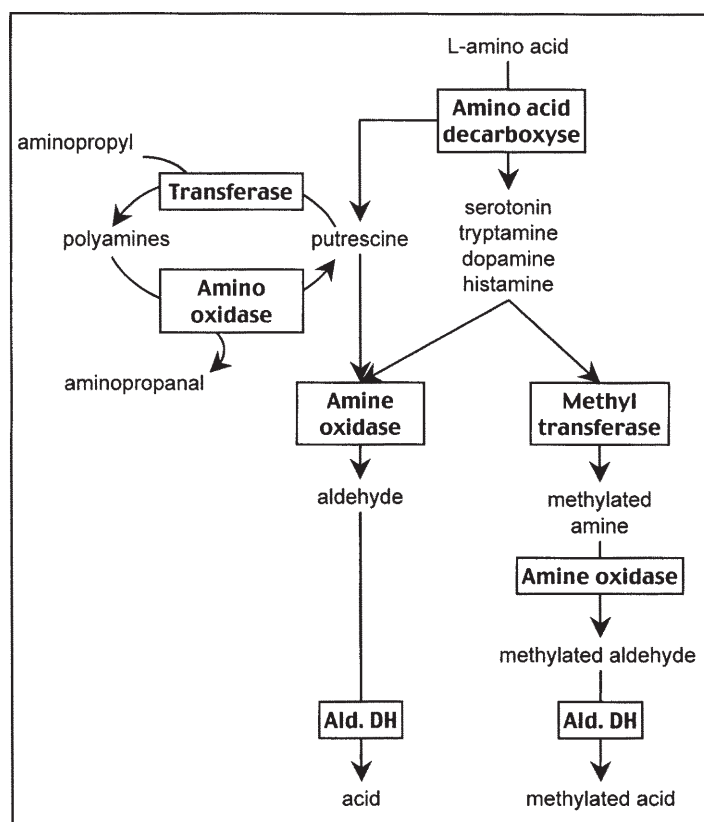 L-amino acid
Amino acid
decarboxyse
aminopropyl
Transferase
polyamines
putrescine
serotonin
tryptamine
dopamine
histamine
Amino
oxidase
aminopropanal
Amine
oxidase
Methyl
transferase
aldehyde
methylated
amine
Amine oxidase
methylated aldehyde
Ald. DH
Ald. DH
acid
methylated acid